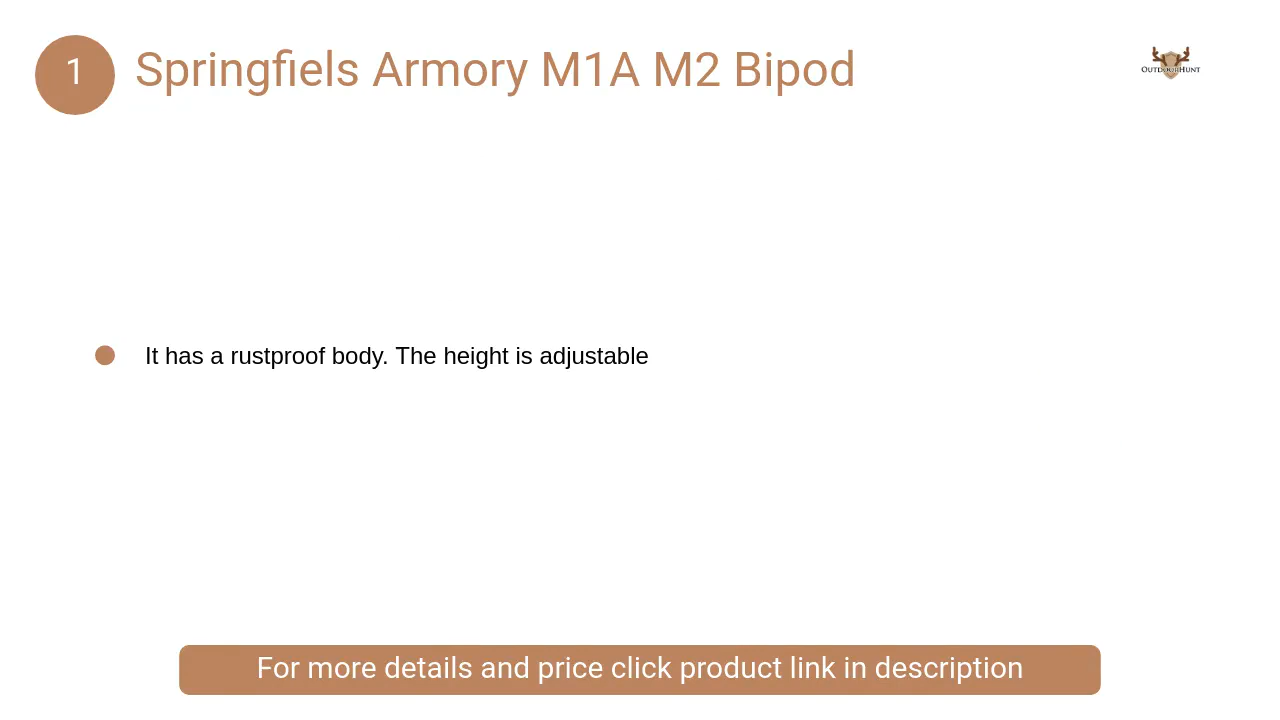 1
Springfiels Armory M1A M2 Bipod
OutdoorHunt
It has a rustproof body. The height is adjustable
For more details and price click product link in description